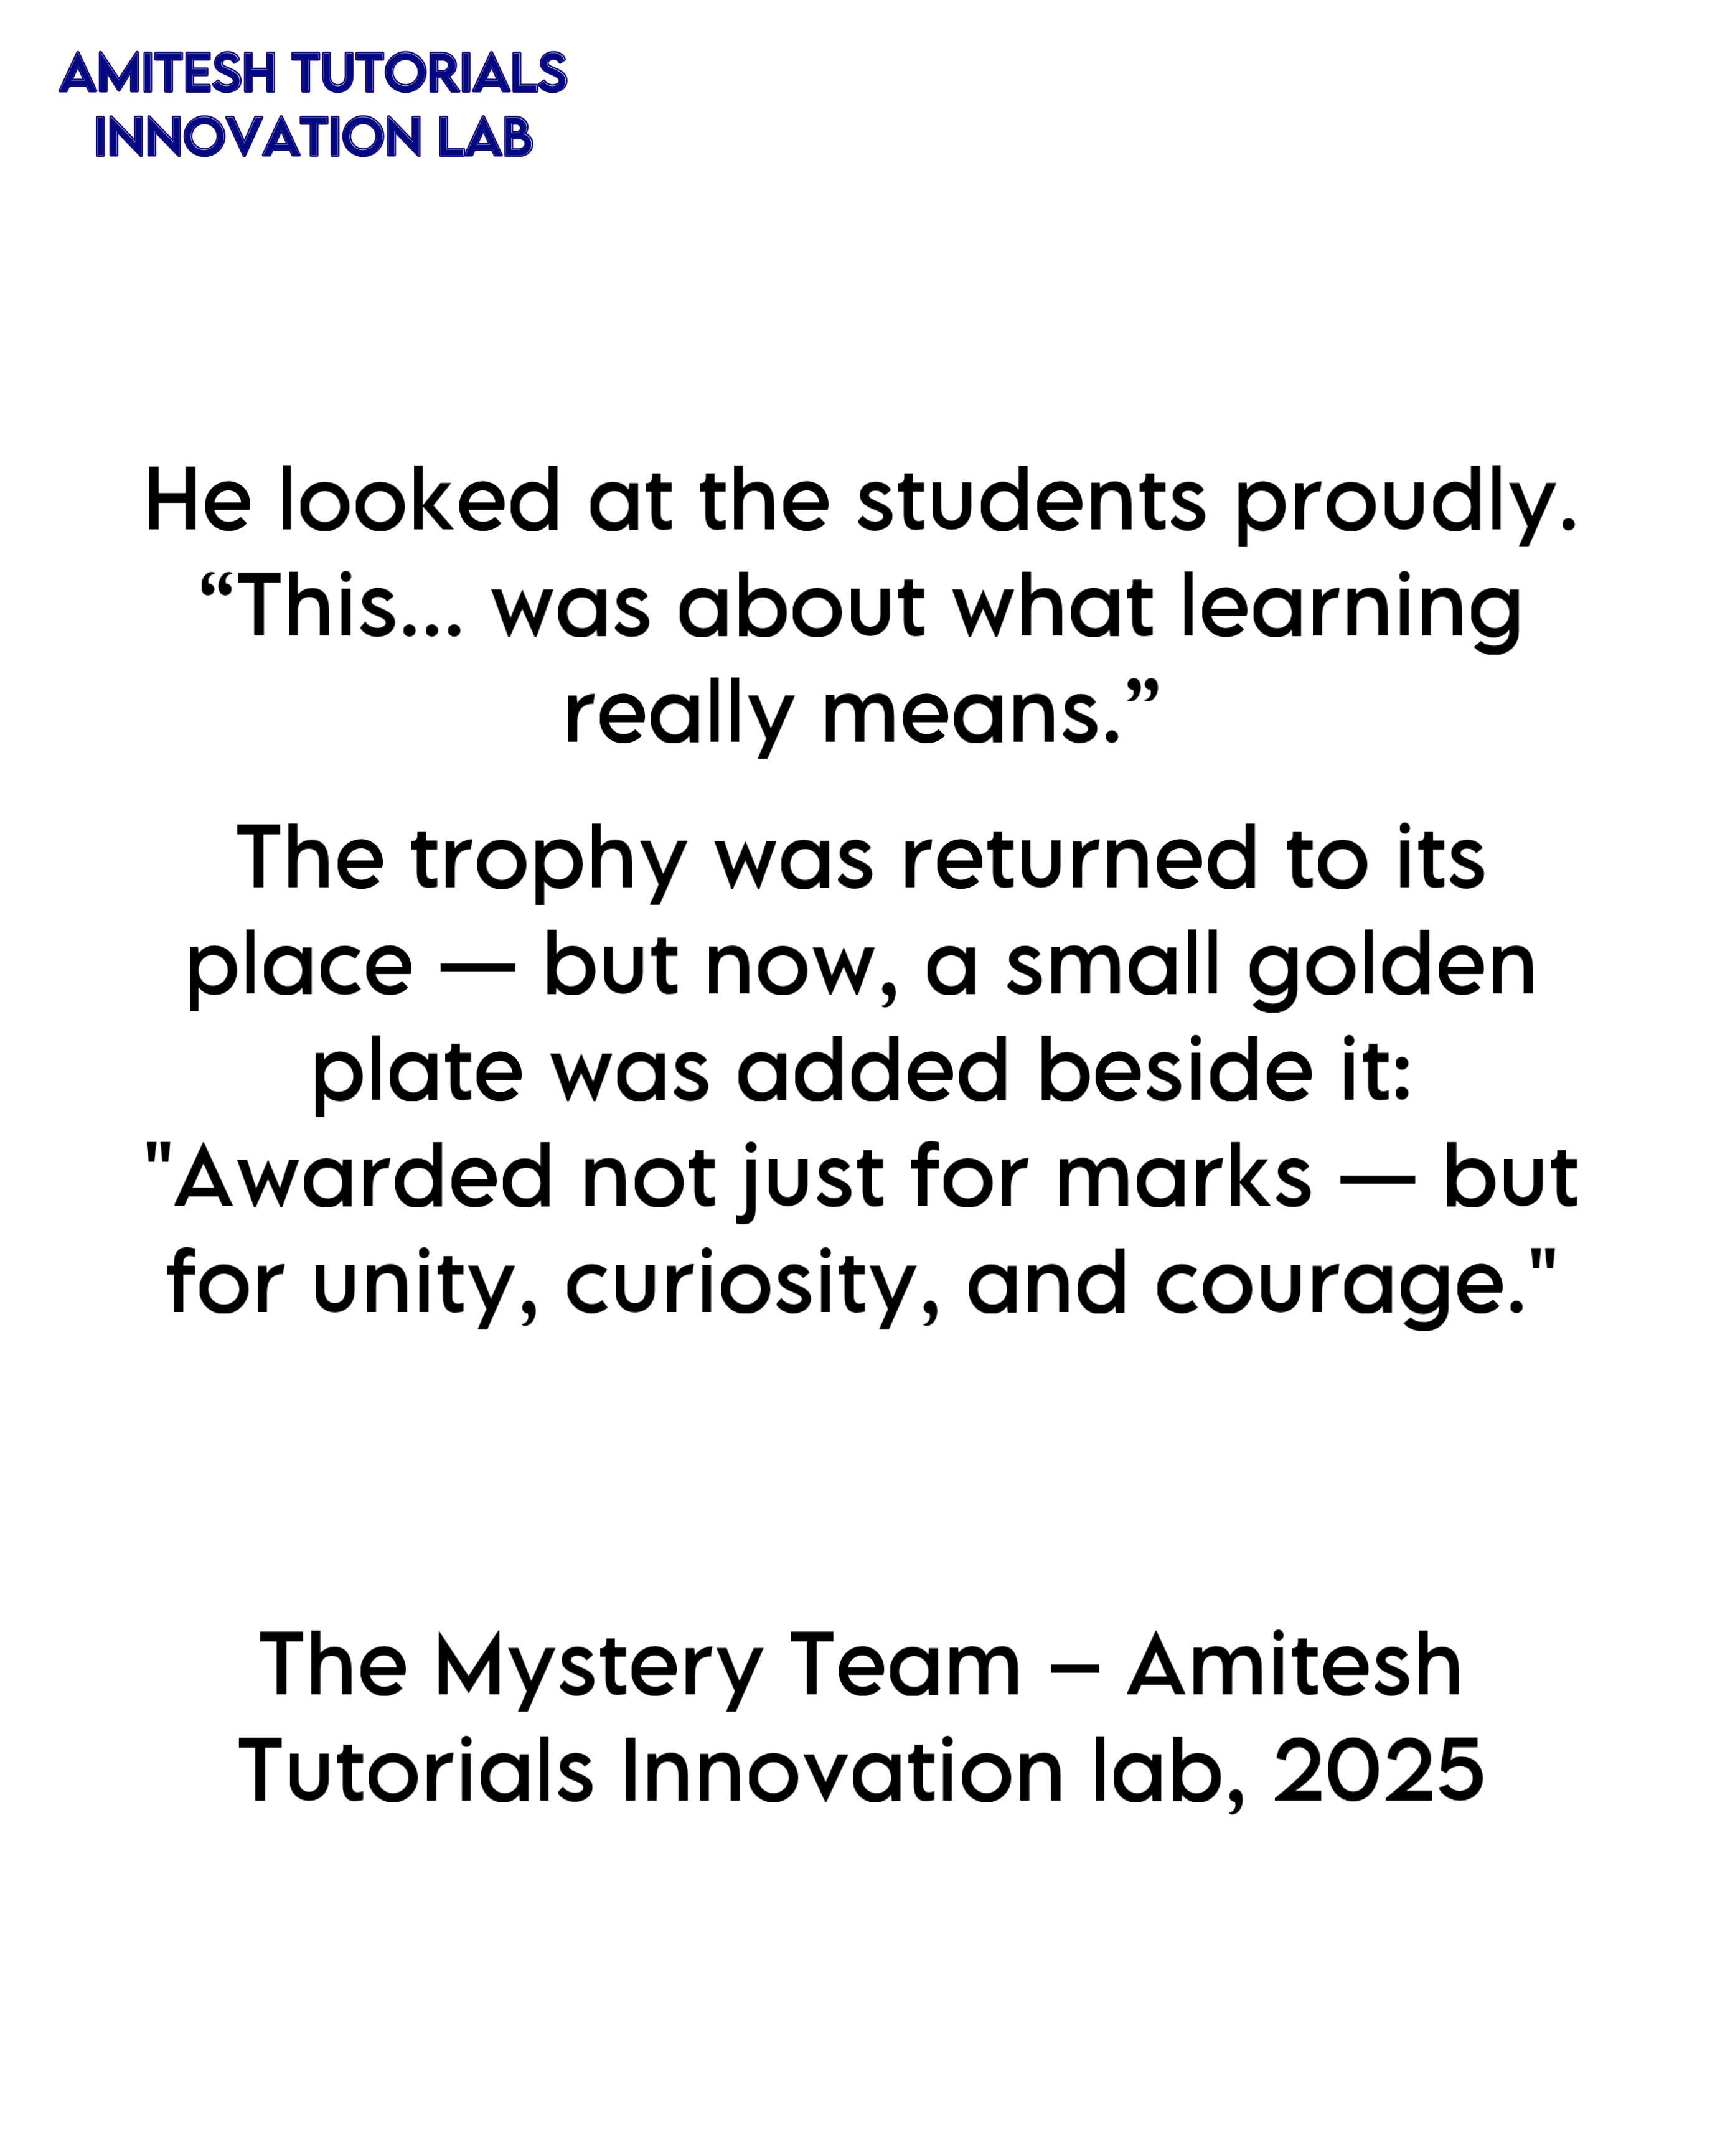 AMITESH TUTORIALS
INNOVATION LAB
He looked at the students proudly.
“This... was about what learning
really means.”
The trophy was returned to its
place — but now, a small golden
plate was added beside it:
"Awarded not just for marks — but
for unity, curiosity, and courage."
The Mystery Team – Amitesh
Tutorials Innovation lab, 2025